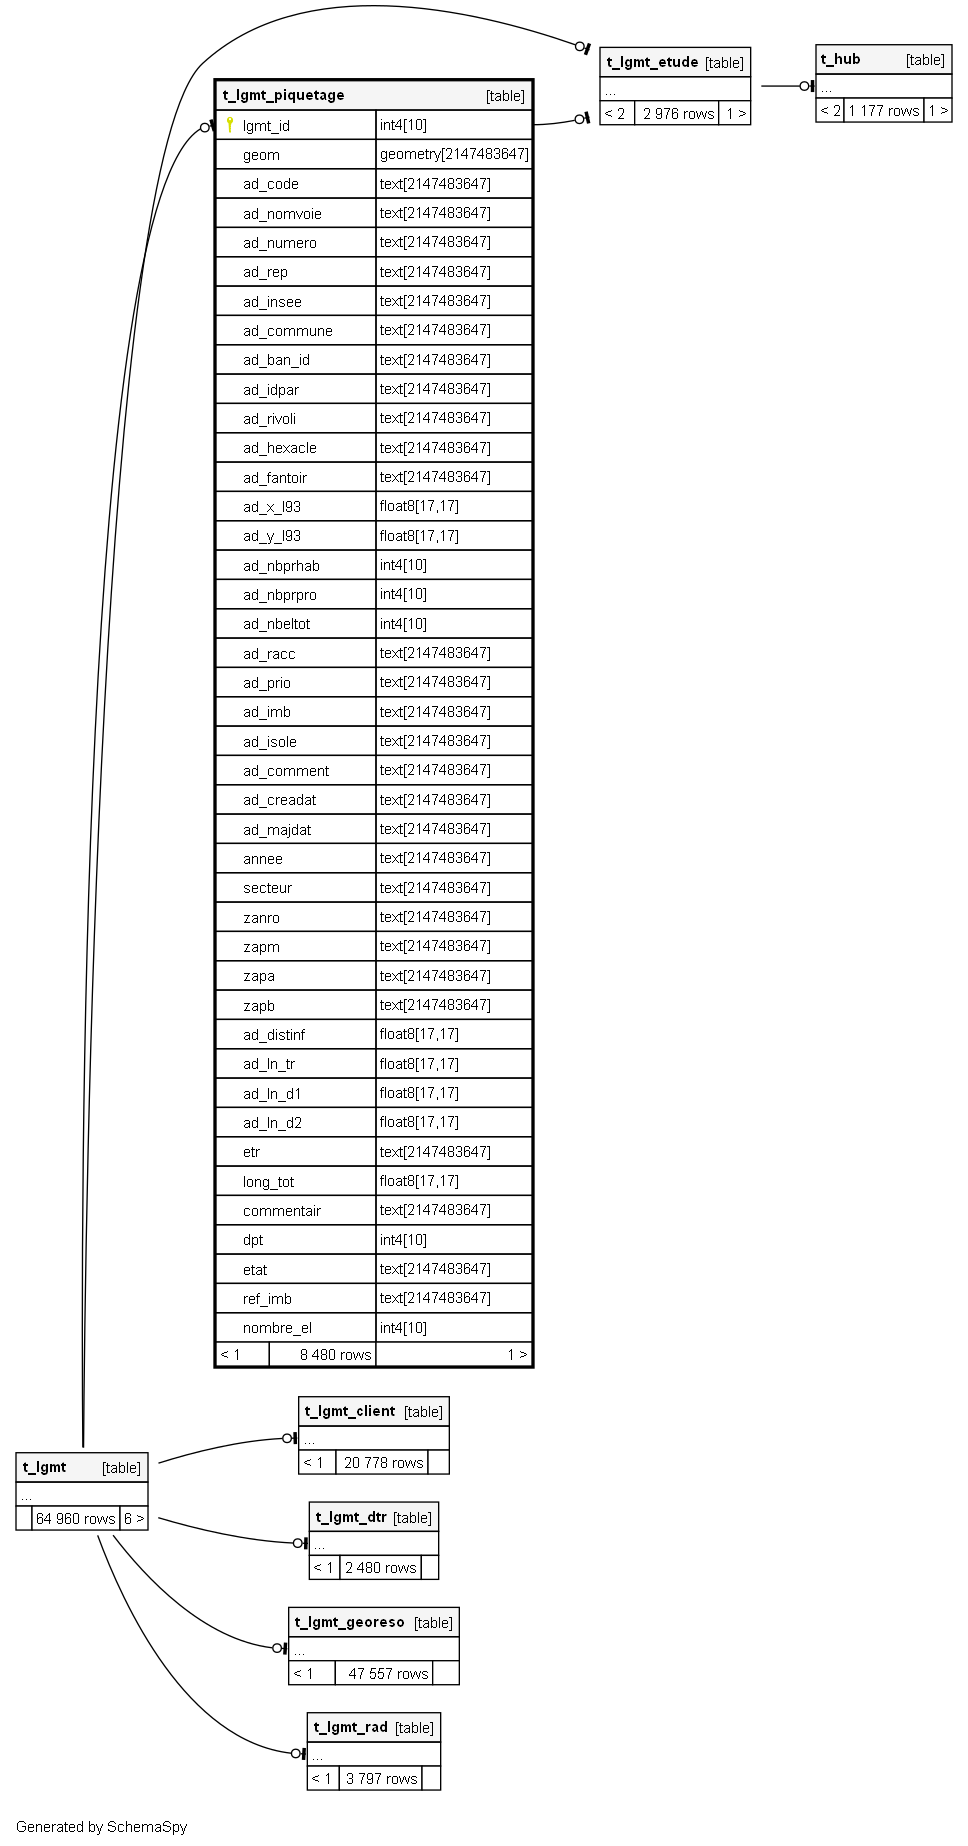 t_lgmt_etude [table]
...
< 2 2 976 rows 1 >
t_hub [table]
...
< 2 1 177 rows 1 >
t_lgmt_piquetage [table]
lgmt_id int4[10]
geom geometry[2147483647]
ad_code text[2147483647]
ad_nomvoie text[2147483647]
ad_numero text[2147483647]
ad_rep text[2147483647]
ad_insee text[2147483647]
ad_commune text[2147483647]
ad_ban_id text[2147483647]
ad_idpar text[2147483647]
ad_rivoli text[2147483647]
ad_hexacle text[2147483647]
ad_fantoir text[2147483647]
ad_x_l93 float8[17,17]
ad_y_l93 float8[17,17]
ad_nbprhab int4[10]
ad_nbprpro int4[10]
ad_nbeltot int4[10]
ad_racc text[2147483647]
ad_prio text[2147483647]
ad_imb text[2147483647]
ad_isole text[2147483647]
ad_comment text[2147483647]
ad_creadat text[2147483647]
ad_majdat text[2147483647]
annee text[2147483647]
secteur text[2147483647]
zanro text[2147483647]
zapm text[2147483647]
zapa text[2147483647]
zapb text[2147483647]
ad_distinf float8[17,17]
ad_ln_tr float8[17,17]
ad_ln_d1 float8[17,17]
ad_ln_d2 float8[17,17]
etr text[2147483647]
long_tot float8[17,17]
commentair text[2147483647]
dpt int4[10]
etat text[2147483647]
ref_imb text[2147483647]
nombre_el int4[10]
< 1 8 480 rows 1 >
t_lgmt_client [table]
...
< 1 20 778 rows
t_lgmt [table]
...
64 960 rows 6 >
t_lgmt_dtr [table]
...
< 1 2 480 rows
t_lgmt_georeso [table]
...
< 1 47 557 rows
t_lgmt_rad [table]
...
< 1 3 797 rows
Generated by SchemaSpy